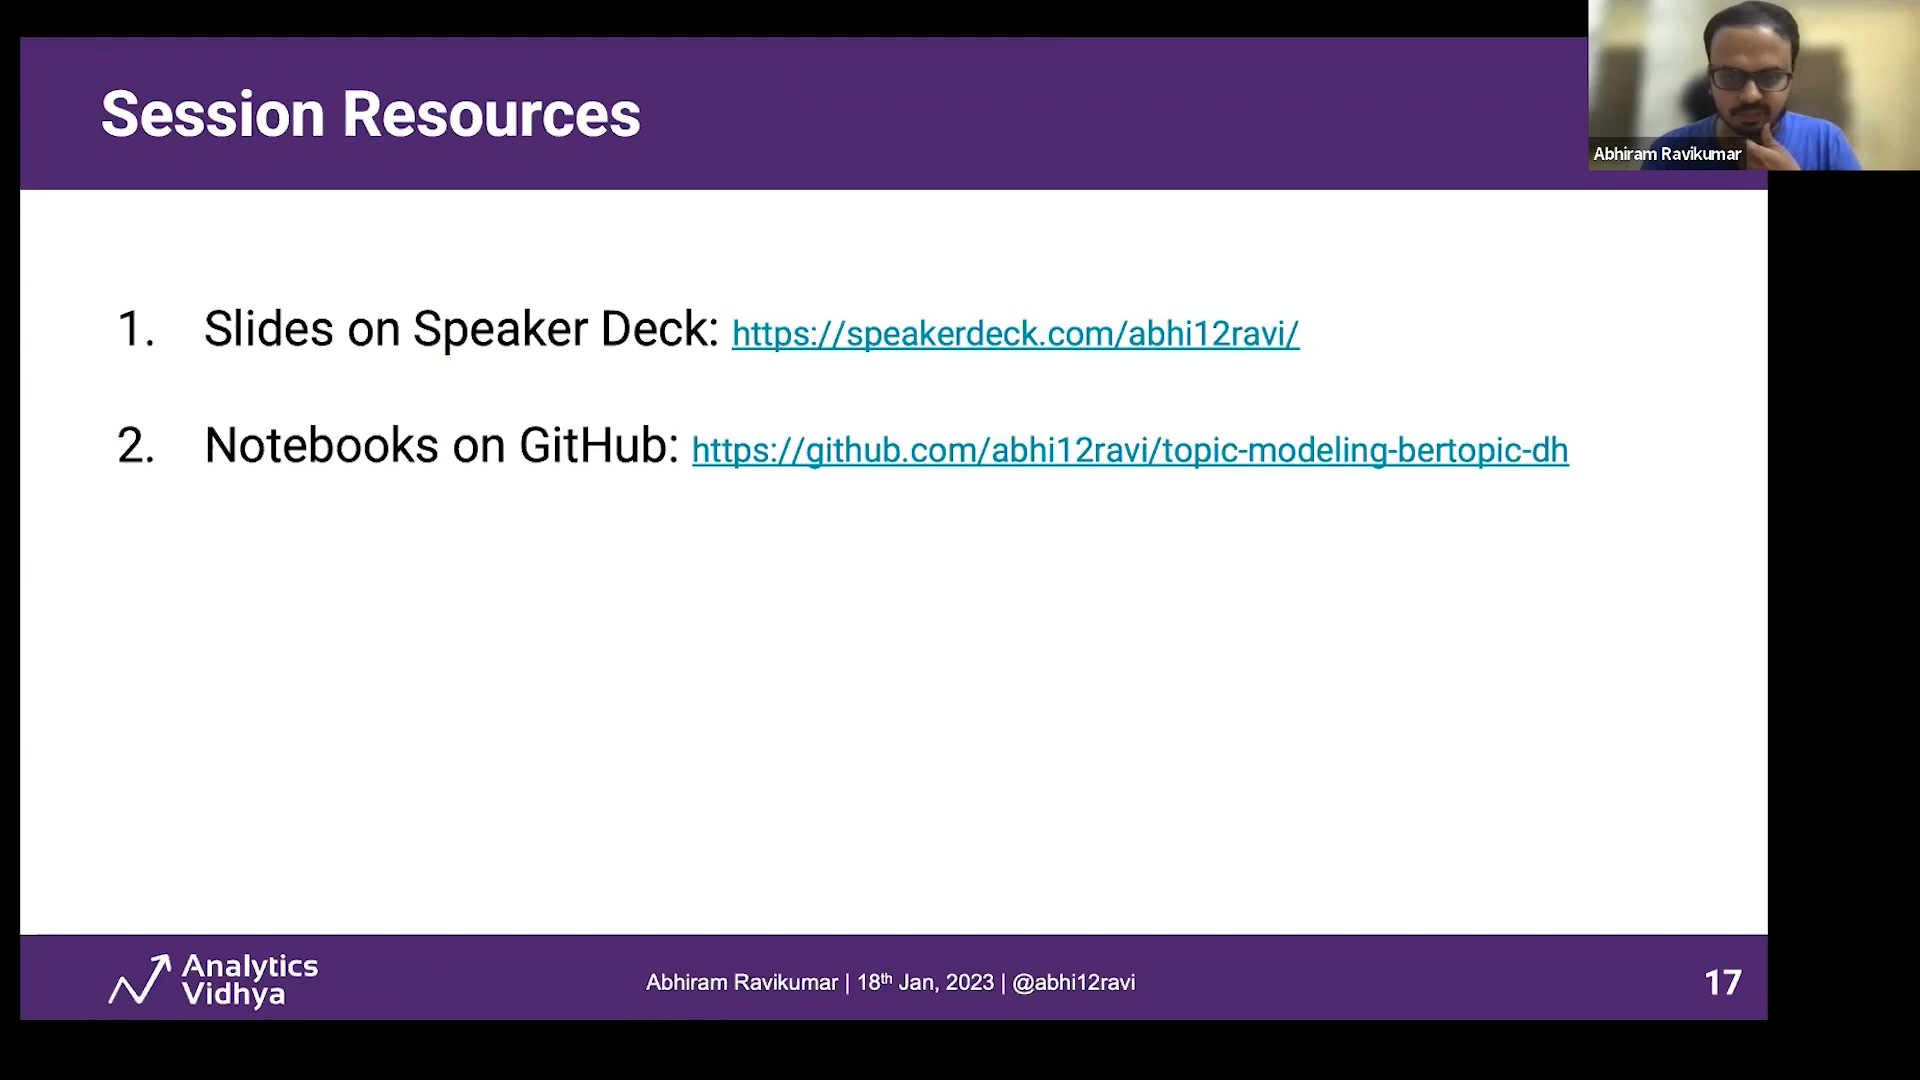 Session Resources
Abhiram Ravikumar
1. Slides on Speaker Deck: https://speakerdeck.com/abhi12ravi/
2. Notebooks on GitHub: https://github.com/abhi12ravi/topic-modeling-bertopic-dh
Analytics
Vidhya
Abhiram Ravikumar | 18th Jan, 2023 | @abhi12ravi
17